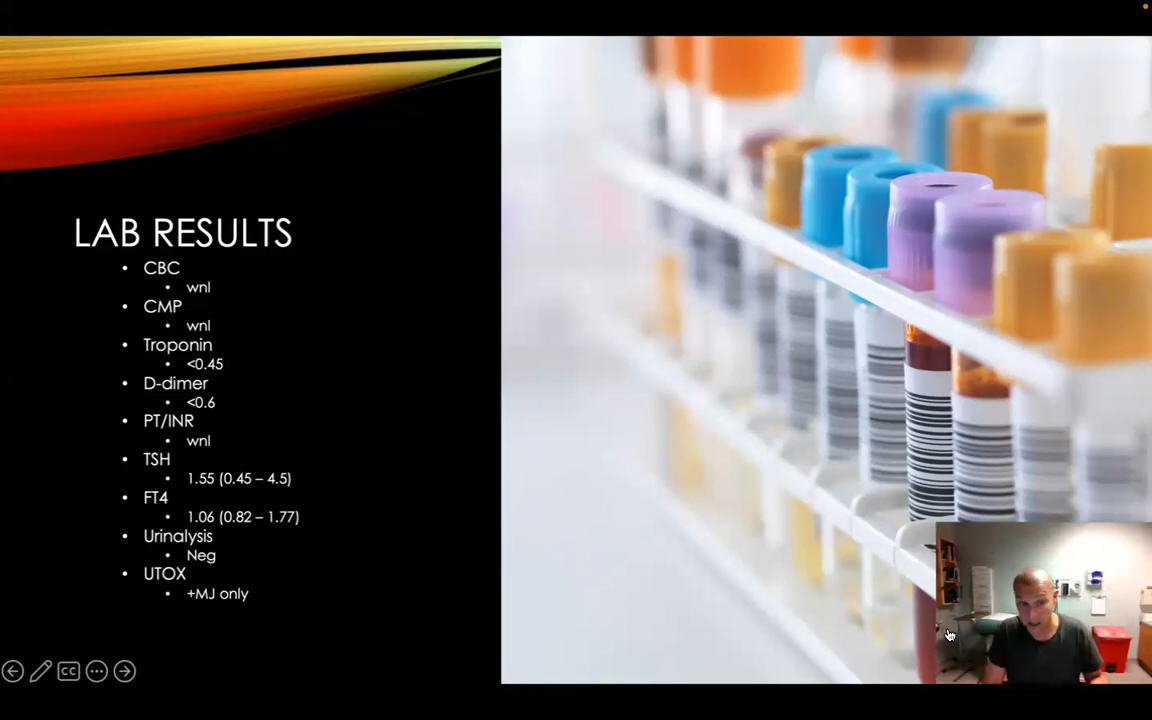 LAB RESULTS
• CBC
• wnl
• CMP
• wnl
• Troponin
• <0.45
• D-dimer
• <0.6
• PT/INR
• wnl
• TSH
• 1.55 (0.45 – 4.5)
• FT4
• 1.06 (0.82 – 1.77)
• Urinalysis
• Neg
• UTOX
• +MJ only
CC